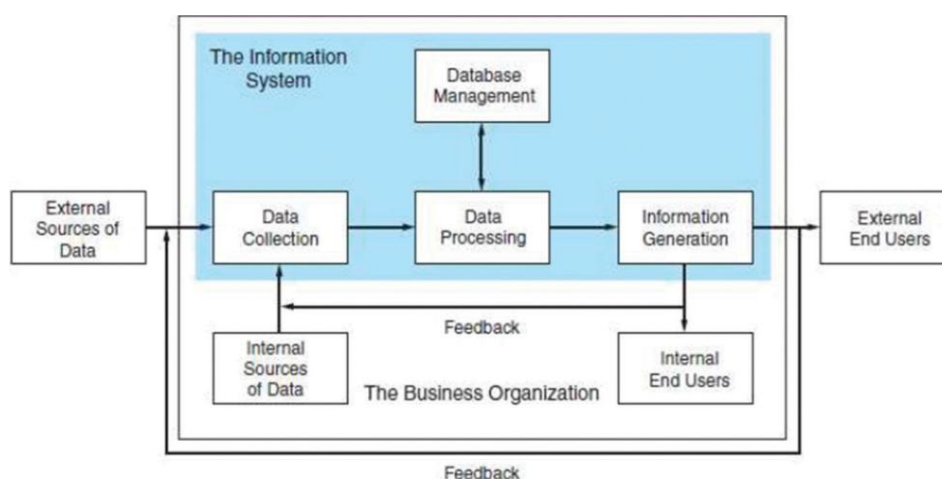 The Information
System
Database
Management
External
Sources of
Data
Data
Collection
Data
Processing
Information
Generation
External
End Users
Feedback
Internal
Sources
of Data
The Business Organization
Internal
End Users
Feedback